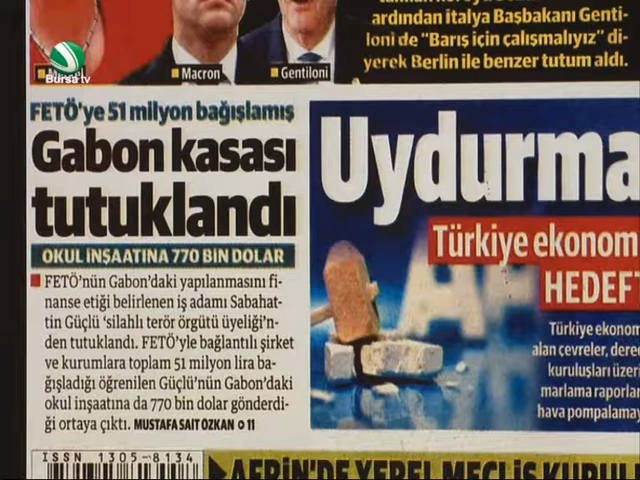 ardından italya Başbakanı Genti-
loni de "Barış için çalışmalıyız" di-
yerek Berlin ile benzer tutum aldı.
Bursa tv
Macron
Gentiloni
FETÖ'ye 51 milyon bağışlamış
Gabon kasası
tutuklandı
OKUL İNŞAATINA 770 BİN DOLAR
FETÖ'nün Gabon'daki yapılanmasını fi-
nanse etiği belirlenen iş adamı Sabahat-
tin Güçlü 'silahlı terör örgütü üyeliği'n-
den tutuklandı. FETÖ'yle bağlantılı şirket
ve kurumlara toplam 51 milyon lira ba-
ğışladığı öğrenilen Güçlü'nün Gabon'daki
okul inşaatına da 770 bin dolar gönderdi-
ği ortaya çıktı. MUSTAFA SAİT ÖZKAN 11
Uydurma
Türkiye ekonom
HEDEF
Türkiye ekonom
alan çevreler, derec
kuruluşları üzeri
marlama raporlar
hava pompalamay
ISSN 1305-8134
AFRİN'DE YEREL MECLİS KURUL